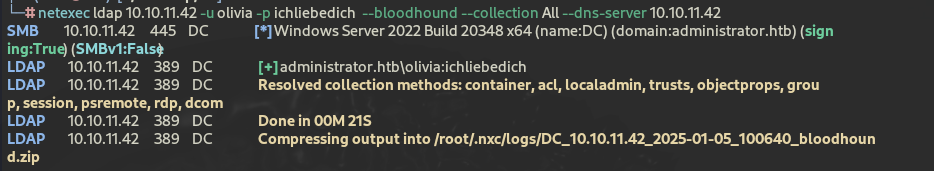 └─# netexec ldap 10.10.11.42 -u olivia -p ichliebedich --bloodhound --collection All --dns-server 10.10.11.42
SMB 10.10.11.42 445 DC [*] Windows Server 2022 Build 20348 x64 (name:DC) (domain:administrator.htb) (sign
ing:True) (SMBv1:False)
LDAP 10.10.11.42 389 DC [+] administrator.htb\olivia:ichliebedich
LDAP 10.10.11.42 389 DC Resolved collection methods: container, acl, localadmin, trusts, objectprops, grou
p, session, psremote, rdp, dcom
LDAP 10.10.11.42 389 DC Done in 00M 21S
LDAP 10.10.11.42 389 DC Compressing output into /root/.nxc/logs/DC_10.10.11.42_2025-01-05_100640_bloodhoun
d.zip